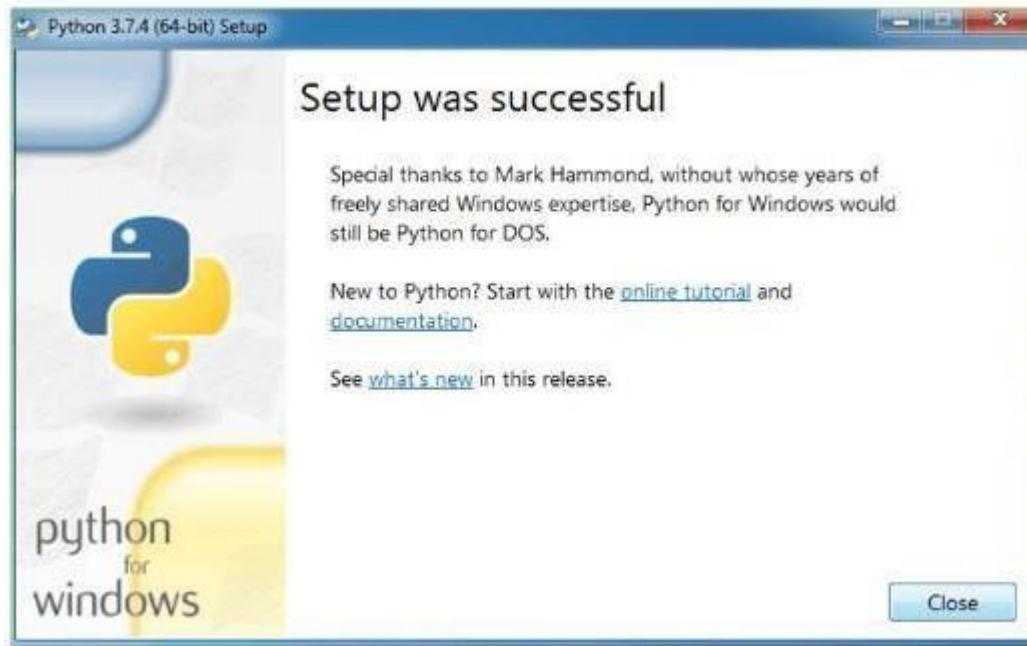 Python 3.7.4 (64-bit) Setup
Setup was successful
Special thanks to Mark Hammond, without whose years of
freely shared Windows expertise, Python for Windows would
still be Python for DOS.
New to Python? Start with the online tutorial and
documentation.
See what's new in this release.
python
for
windows
Close